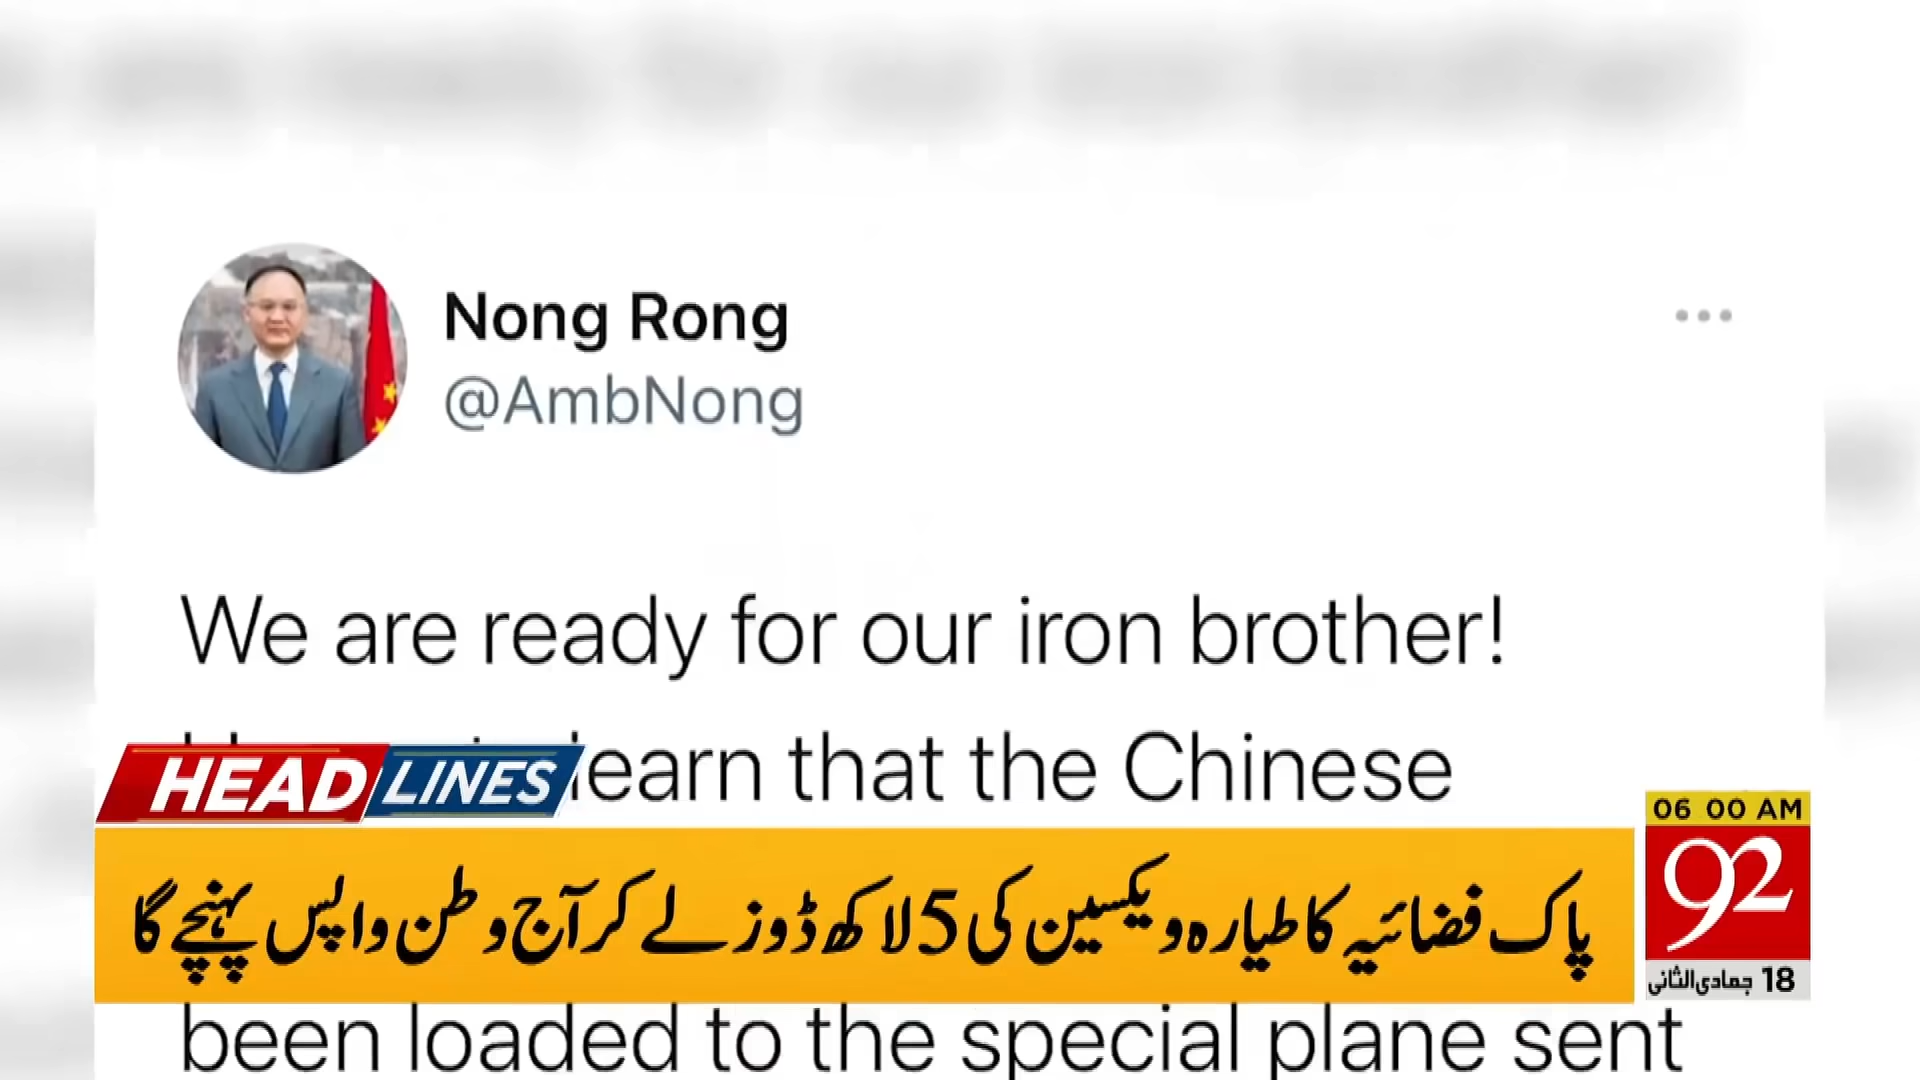 Nong Rong
@AmbNong
We are ready for our iron brother!
learn that the Chinese
HEADLINES
06 00 AM
92
پاک فضائیہ کا طیارہ ویکسین کی 5 لاکھ ڈوز لے کر آج وطن واپس پہنچے گا
18 جمادی الثانی
been loaded to the special plane sent